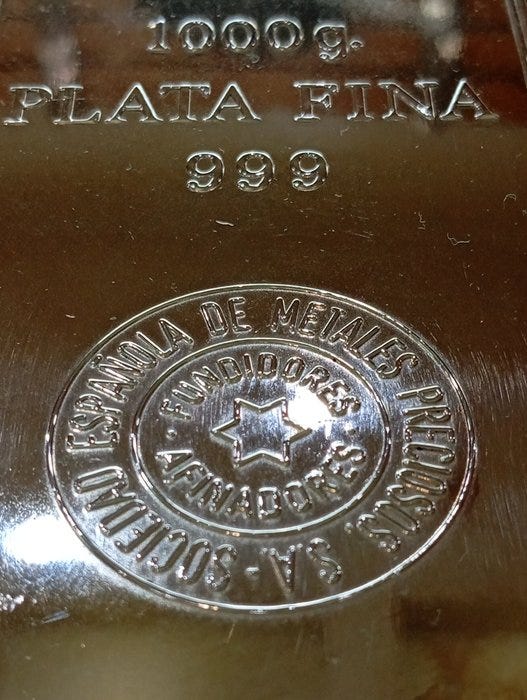 1000g.
PLATA FINA
999
SOCIEDAD ESPAÑOLA DE METALES PRECIOSOS, S.A. -
· FUNDIDORES ·
AFINADORES